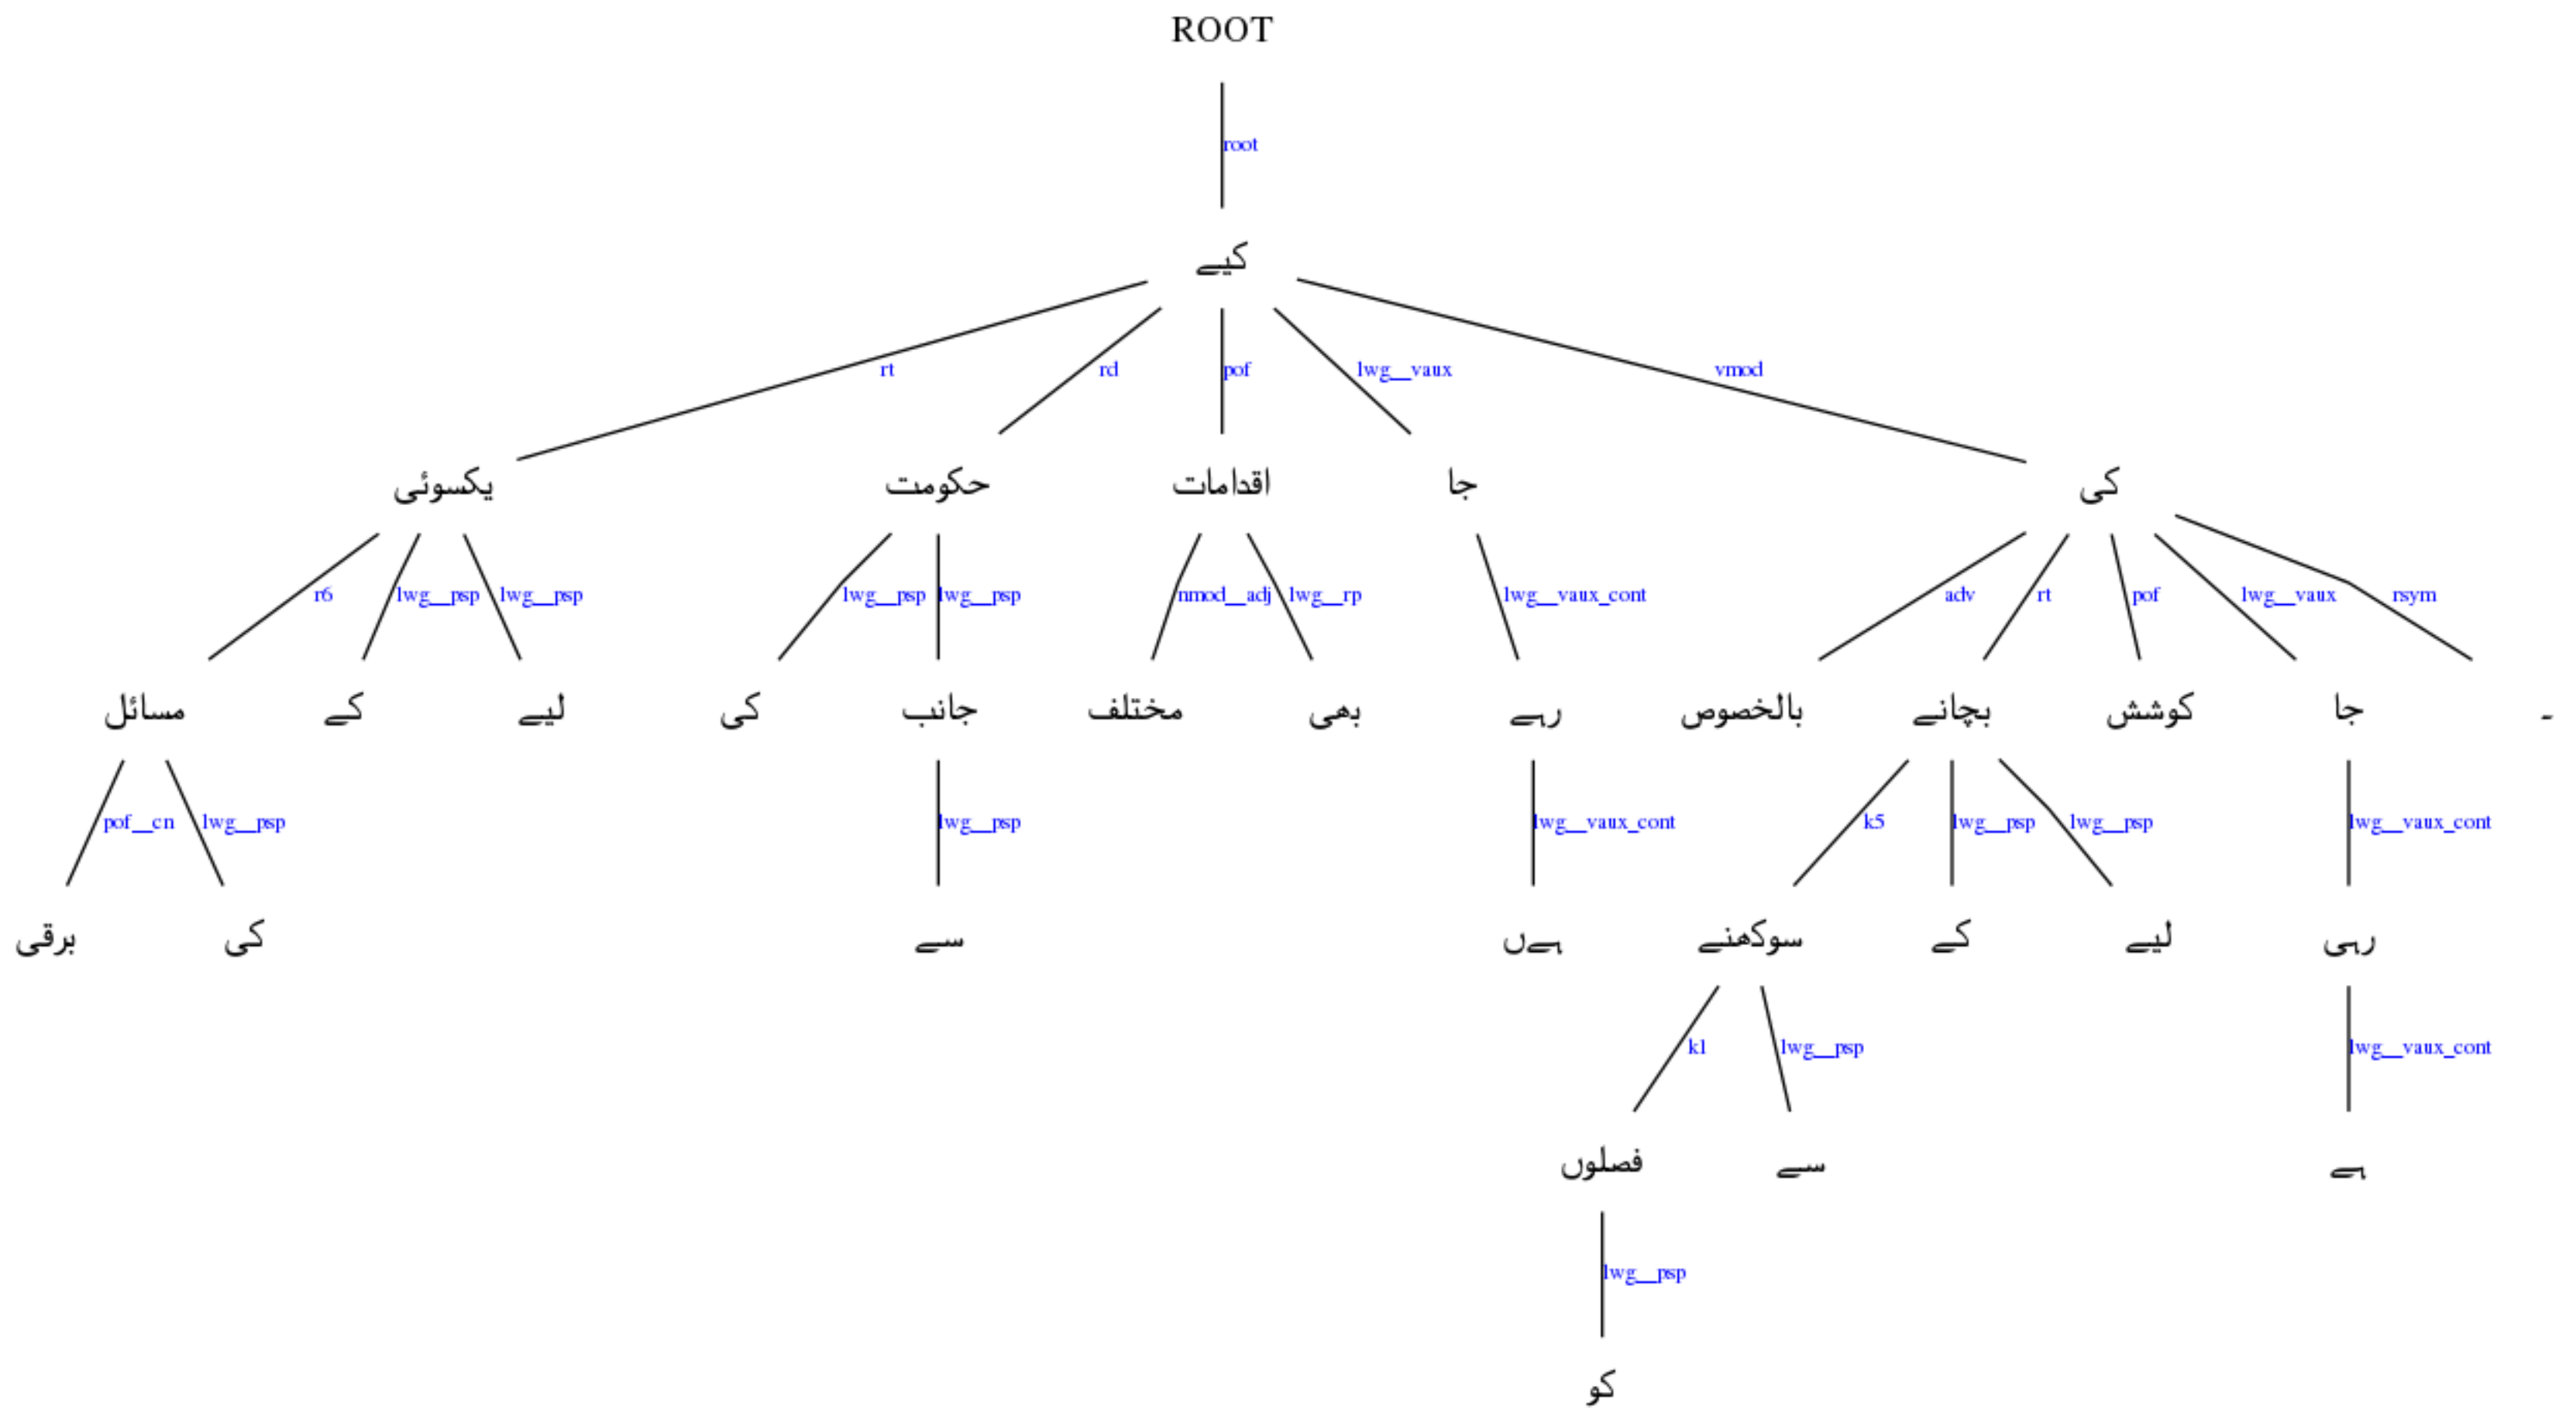 ROOT
root
کیے
rt rd pof lwg__vaux vmod
یکسوئی حکومت اقدامات جا کی
r6 lwg__psp lwg__psp lwg__psp lwg__psp nmod__adj lwg__rp lwg__vaux_cont adv rt pof lwg__vaux rsym
مسائل کے لیے کی جانب مختلف بھی رہے بالخصوص بچانے کوشش جا ۔
pof__cn lwg__psp lwg__psp lwg__vaux_cont k5 lwg__psp lwg__psp lwg__vaux_cont
برقی کی سے ہےں سوکھنے کے لیے رہی
k1 lwg__psp lwg__vaux_cont
فصلوں سے ہے
lwg__psp
کو